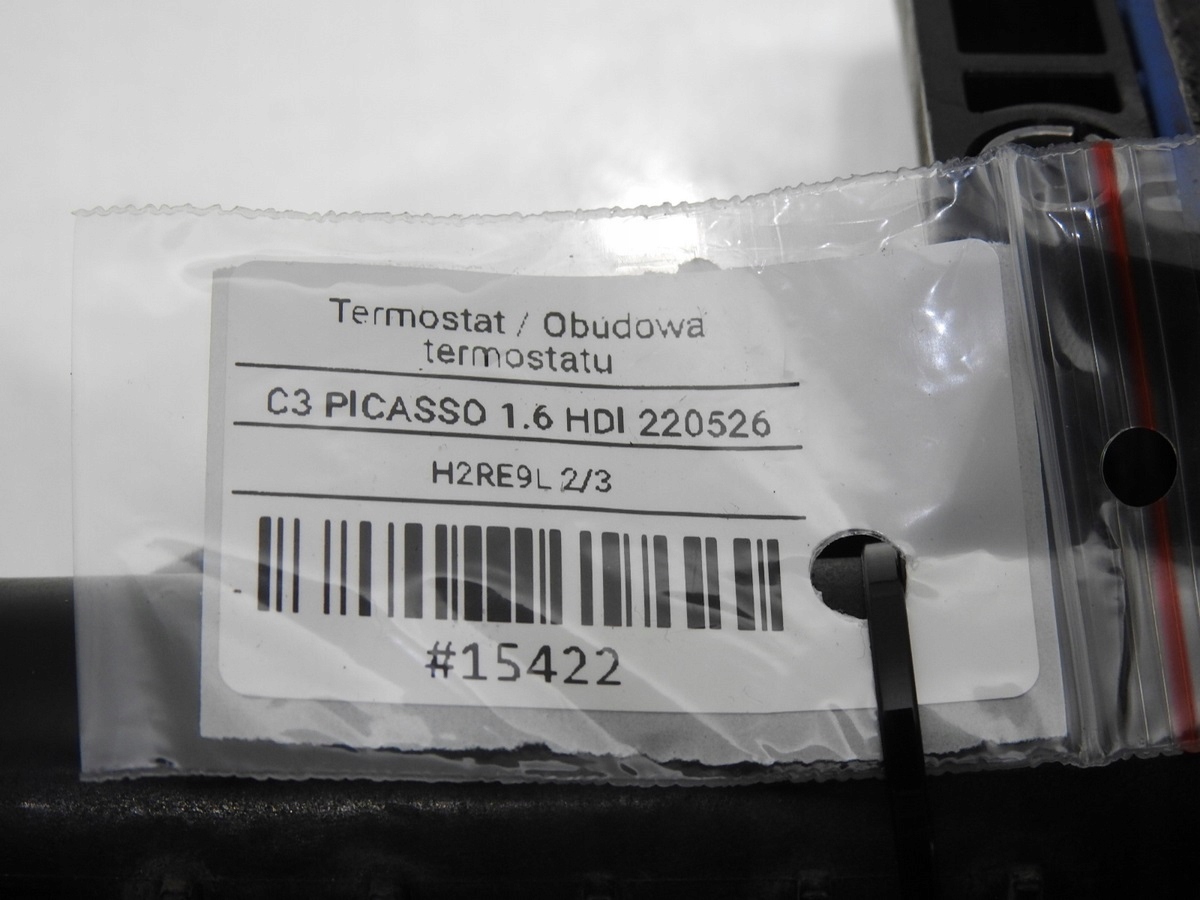 Termostat / Obudowa
termostatu
C3 PICASSO 1.6 HDI 220526
H2RE9L 2/3
#15422